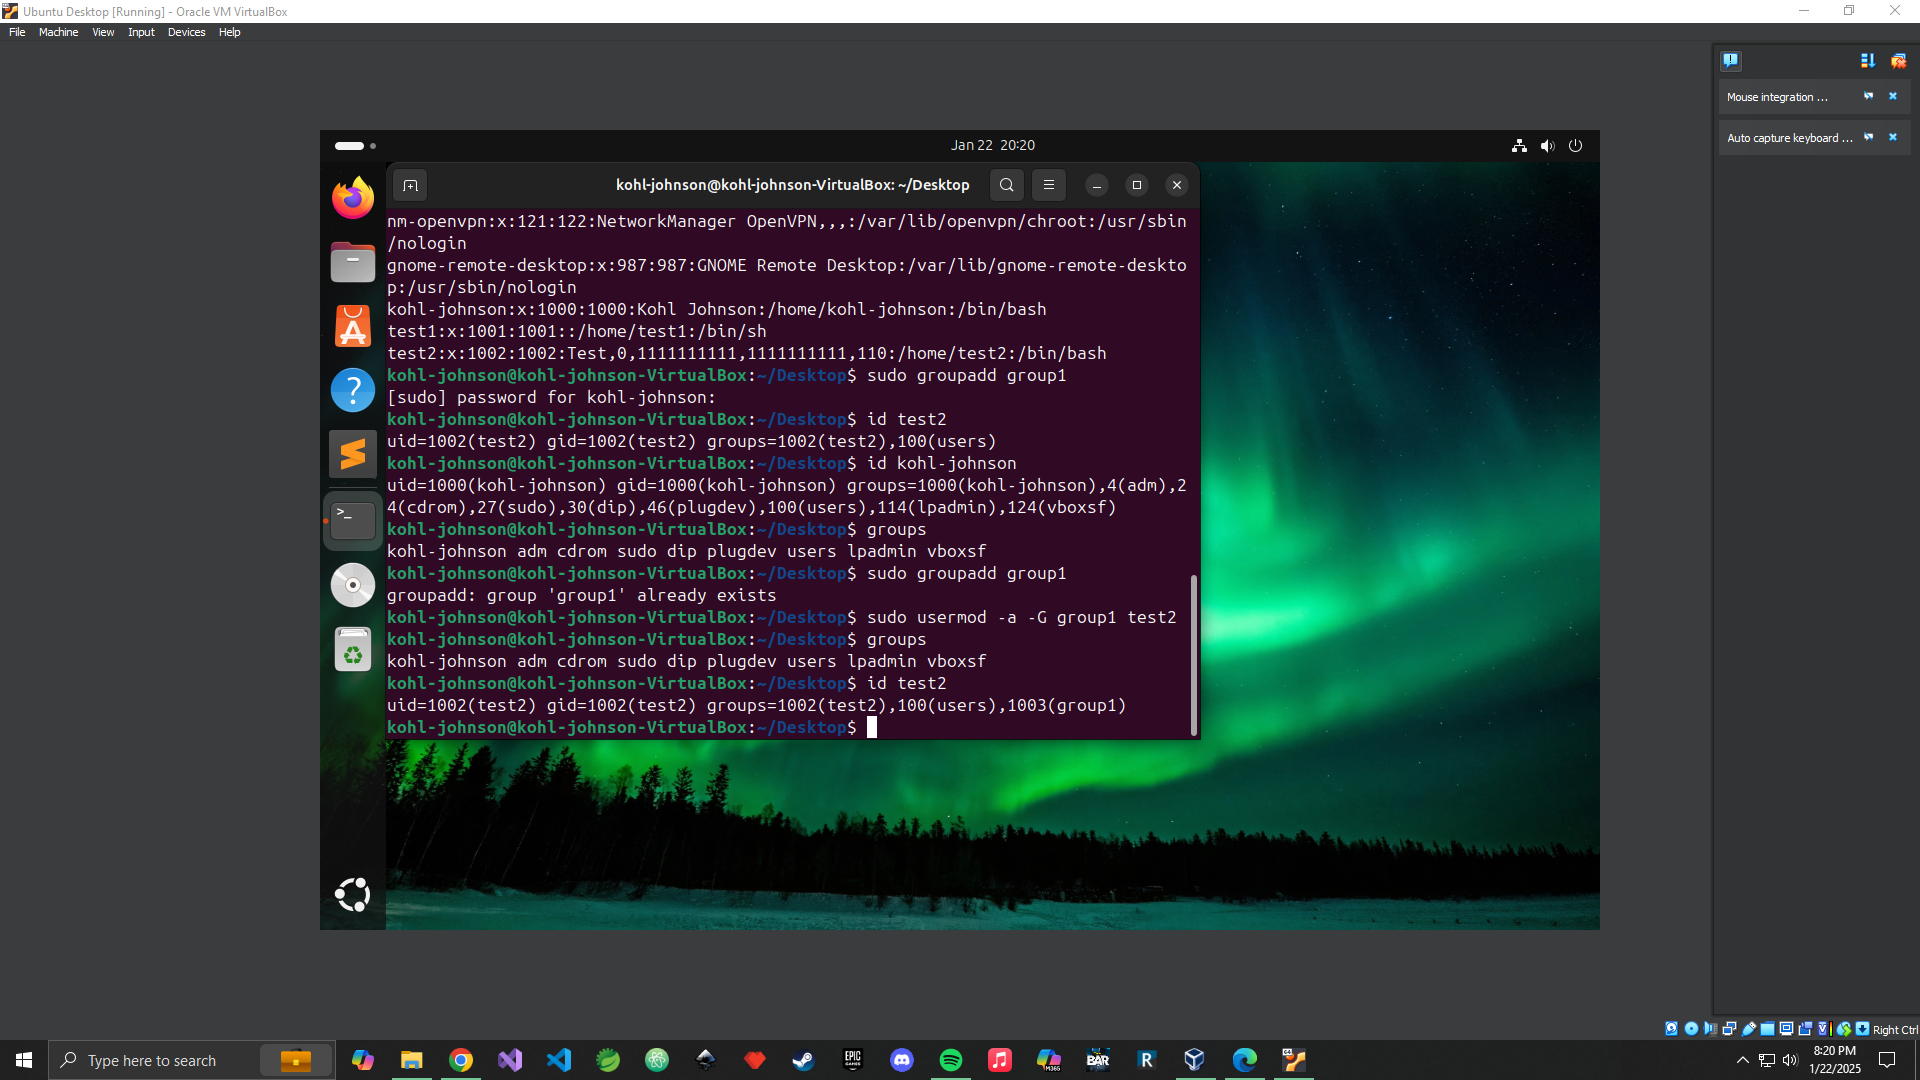 Ubuntu Desktop [Running] - Oracle VM VirtualBox
File Machine View Input Devices Help
Mouse integration ...
Auto capture keyboard ...
Jan 22 20:20
kohl-johnson@kohl-johnson-VirtualBox: ~/Desktop
nm-openvpn:x:121:122:NetworkManager OpenVPN,,,:/var/lib/openvpn/chroot:/usr/sbin
/nologin
gnome-remote-desktop:x:987:987:GNOME Remote Desktop:/var/lib/gnome-remote-deskto
p:/usr/sbin/nologin
kohl-johnson:x:1000:1000:Kohl Johnson:/home/kohl-johnson:/bin/bash
test1:x:1001:1001::/home/test1:/bin/sh
test2:x:1002:1002:Test,0,1111111111,1111111111,110:/home/test2:/bin/bash
kohl-johnson@kohl-johnson-VirtualBox:~/Desktop$ sudo groupadd group1
[sudo] password for kohl-johnson:
kohl-johnson@kohl-johnson-VirtualBox:~/Desktop$ id test2
uid=1002(test2) gid=1002(test2) groups=1002(test2),100(users)
kohl-johnson@kohl-johnson-VirtualBox:~/Desktop$ id kohl-johnson
uid=1000(kohl-johnson) gid=1000(kohl-johnson) groups=1000(kohl-johnson),4(adm),2
4(cdrom),27(sudo),30(dip),46(plugdev),100(users),114(lpadmin),124(vboxsf)
kohl-johnson@kohl-johnson-VirtualBox:~/Desktop$ groups
kohl-johnson adm cdrom sudo dip plugdev users lpadmin vboxsf
kohl-johnson@kohl-johnson-VirtualBox:~/Desktop$ sudo groupadd group1
groupadd: group 'group1' already exists
kohl-johnson@kohl-johnson-VirtualBox:~/Desktop$ sudo usermod -a -G group1 test2
kohl-johnson@kohl-johnson-VirtualBox:~/Desktop$ groups
kohl-johnson adm cdrom sudo dip plugdev users lpadmin vboxsf
kohl-johnson@kohl-johnson-VirtualBox:~/Desktop$ id test2
uid=1002(test2) gid=1002(test2) groups=1002(test2),100(users),1003(group1)
kohl-johnson@kohl-johnson-VirtualBox:~/Desktop$
Right Ctrl
Type here to search
EPIC GAMES
M365
BAR
R
8:20 PM
1/22/2025